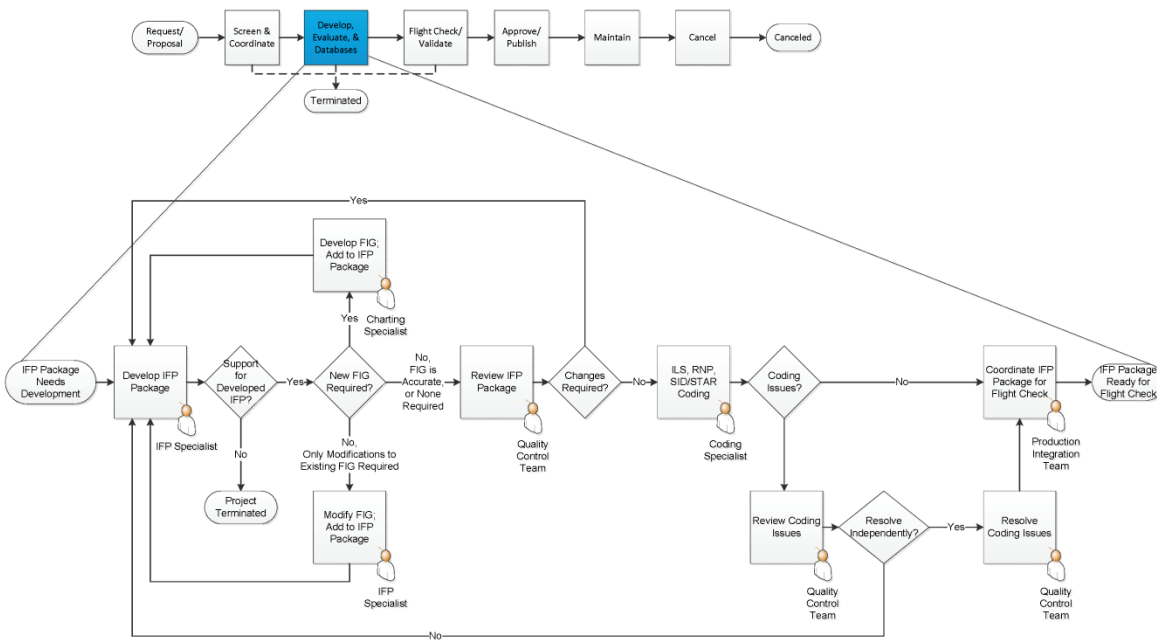 Request/
Proposal
Screen &
Coordinate
Develop,
Evaluate, &
Databases
Flight Check/
Validate
Approve/
Publish
Maintain
Cancel
Canceled
Terminated
Yes
Develop FIG;
Add to IFP
Package
Charting
Specialist
Yes
IFP Package
Needs
Development
Develop IFP
Package
IFP Specialist
Support
for
Developed
IFP?
Yes
New FIG
Required?
No,
FIG is
Accurate,
or None
Required
Review IFP
Package
Quality
Control
Team
Changes
Required?
No
ILS, RNP,
SID/STAR
Coding
Coding
Specialist
Coding
Issues?
No
Coordinate IFP
Package for
Flight Check
Production
Integration
Team
IFP Package
Ready for
Flight Check
No
Project
Terminated
No,
Only Modifications to
Existing FIG Required
Modify FIG;
Add to IFP
Package
IFP
Specialist
Review Coding
Issues
Quality
Control
Team
Resolve
Independently?
Yes
Resolve
Coding Issues
Quality
Control
Team
No